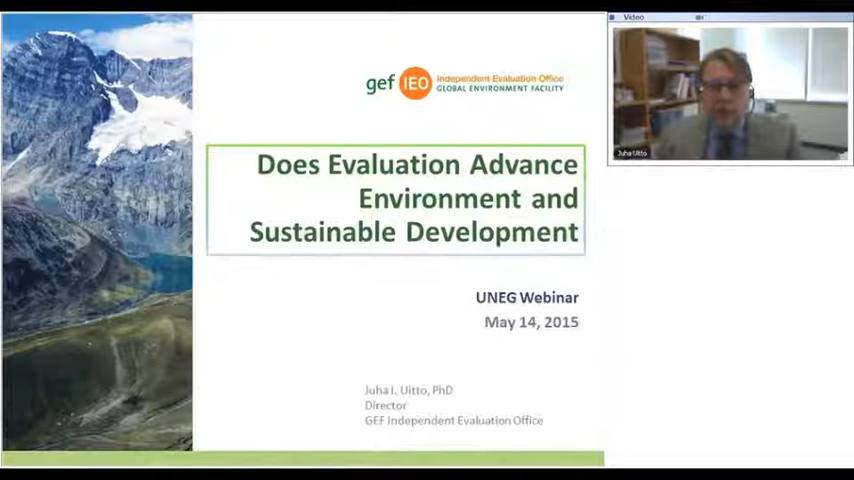 gef IEO Independent Evaluation Office
GLOBAL ENVIRONMENT FACILITY
Does Evaluation Advance
Environment and
Sustainable Development
UNEG Webinar
May 14, 2015
Juha I. Uitto, PhD
Director
GEF Independent Evaluation Office
Video
Juha Uitto